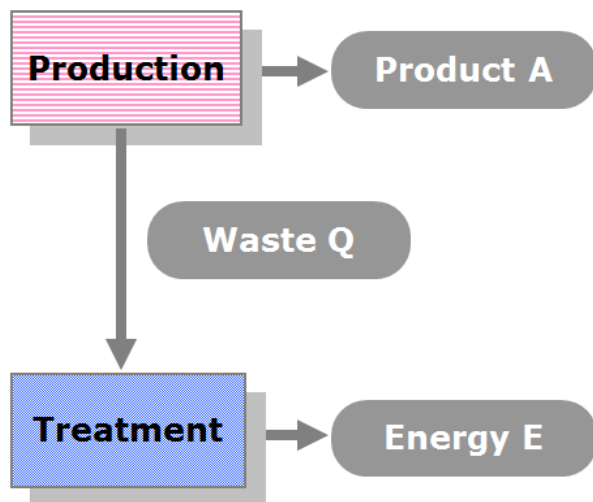 Production
Product A
Waste Q
Treatment
Energy E